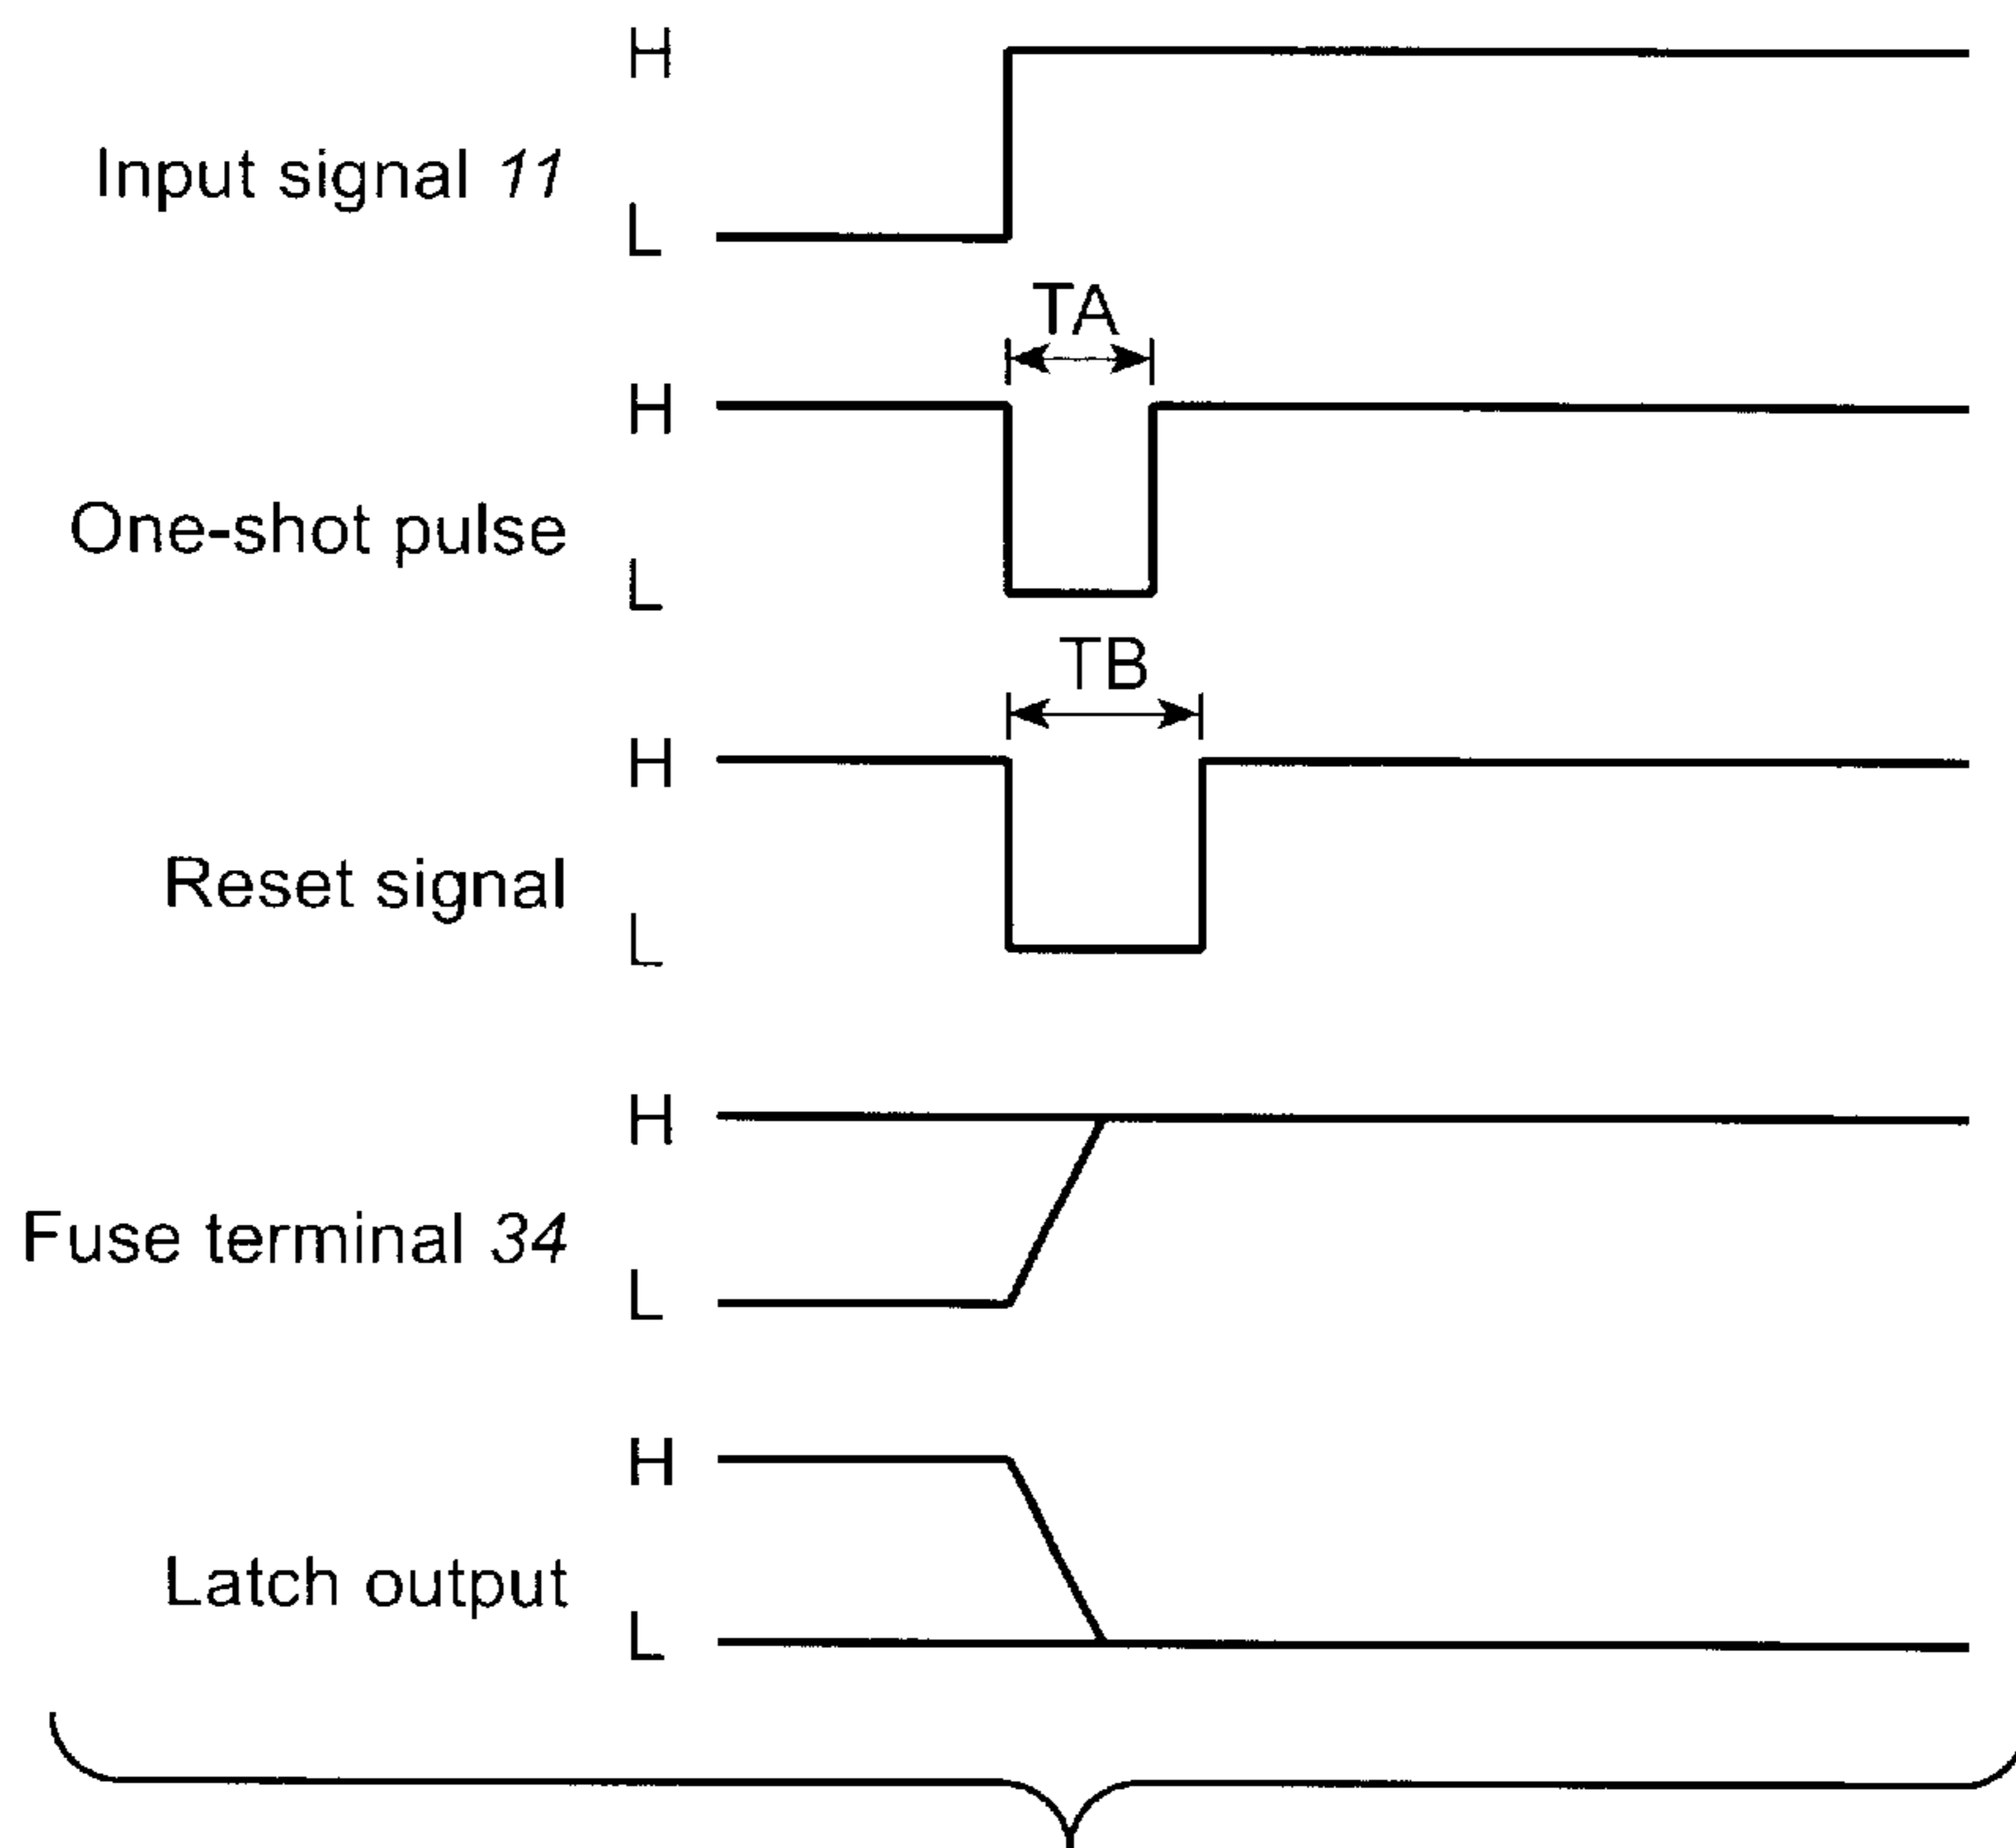 H
Input signal 11
L
TA
H
One-shot pulse
L
TB
H
Reset signal
L
H
Fuse terminal 34
L
H
Latch output
L